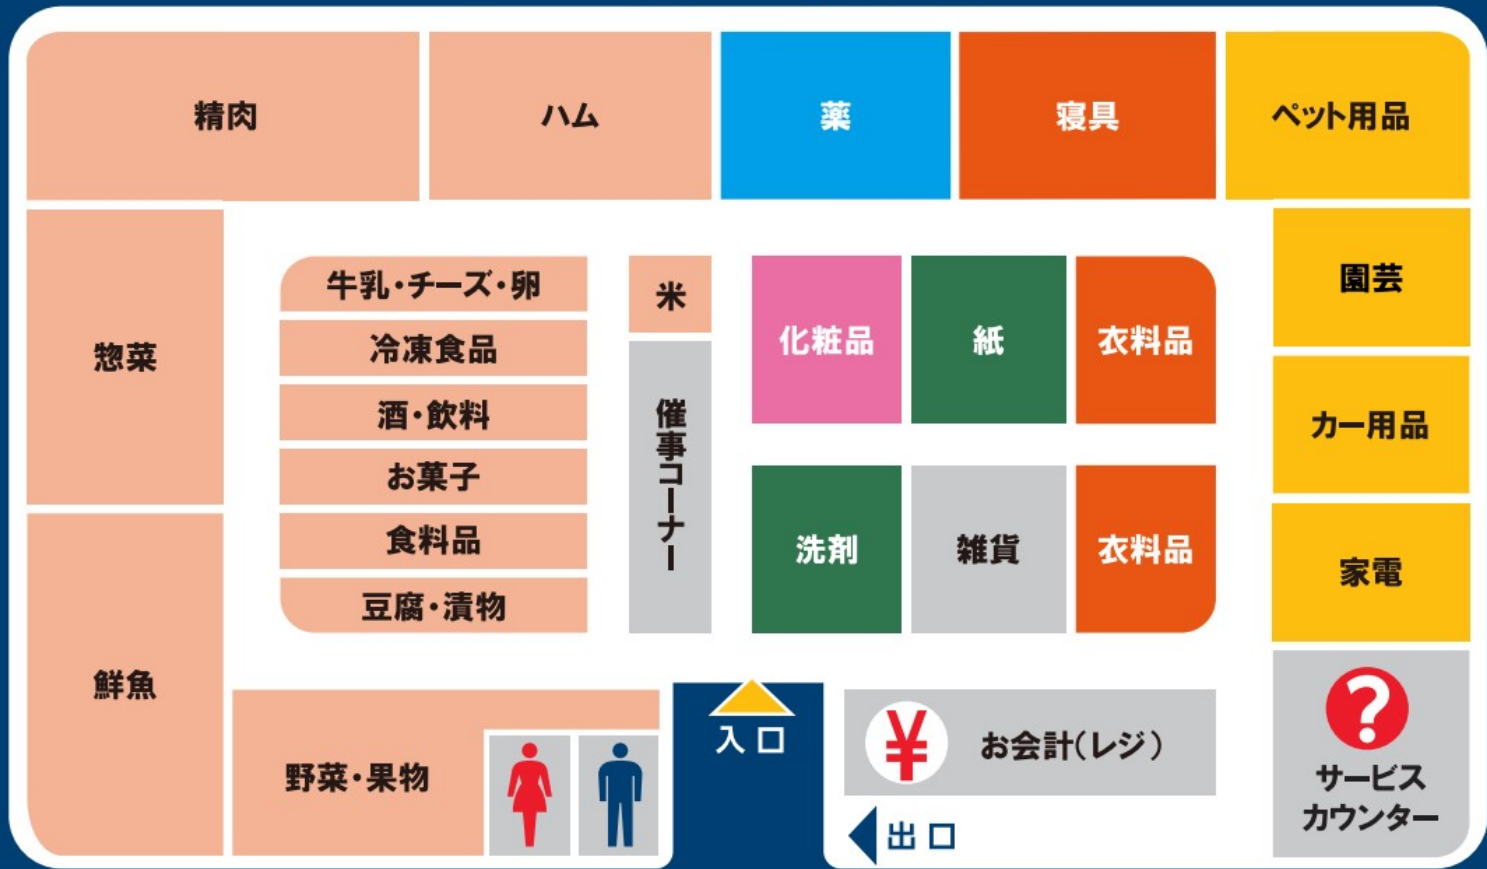 精肉
ハム
薬
寝具
ペット用品
惣菜
牛乳・チーズ・卵
冷凍食品
酒・飲料
お菓子
食料品
豆腐・漬物
米
催事コーナー
化粧品
紙
衣料品
洗剤
雑貨
衣料品
園芸
カー用品
家電
鮮魚
野菜・果物
入口
¥
お会計(レジ)
出口
?
サービス
カウンター